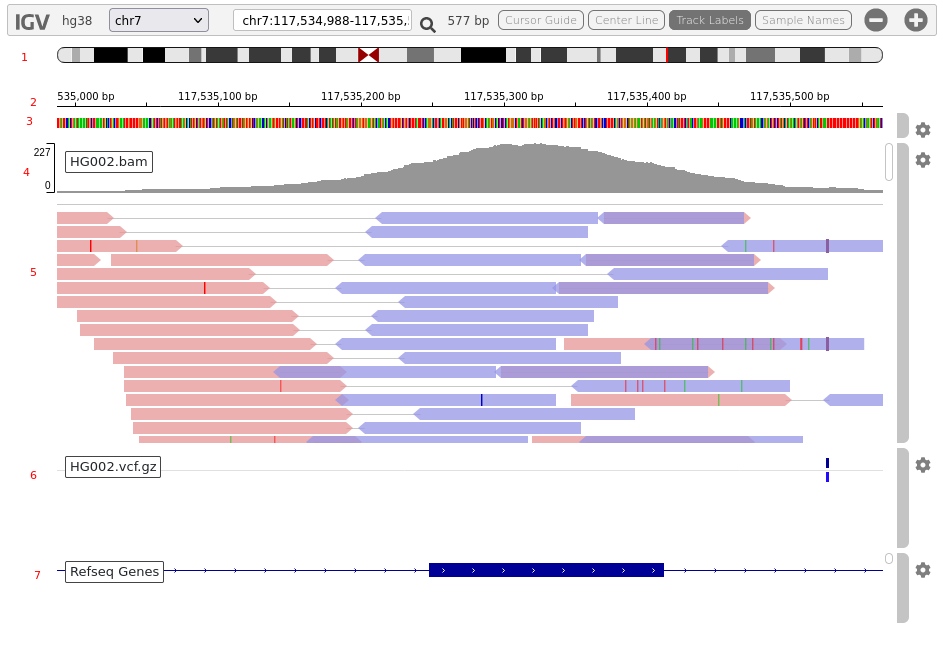 IGV hg38 chr7 chr7:117,534,988-117,535, 577 bp Cursor Guide Center Line Track Labels Sample Names
1
535,000 bp 117,535,100 bp 117,535,200 bp 117,535,300 bp 117,535,400 bp 117,535,500 bp
2
3
227
HG002.bam
4
0
5
HG002.vcf.gz
6
Refseq Genes
7